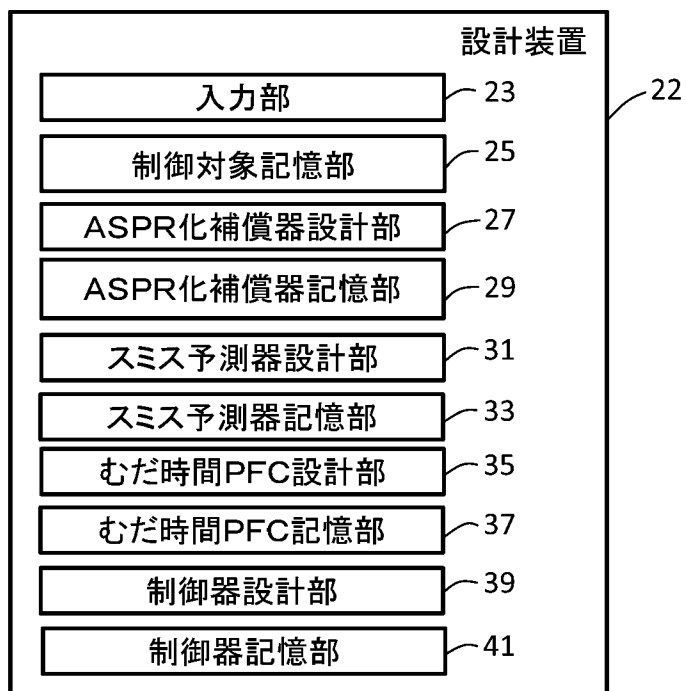 設計装置
22
入力部 23
制御対象記憶部 25
ASPR化補償器設計部 27
ASPR化補償器記憶部 29
スミス予測器設計部 31
スミス予測器記憶部 33
むだ時間PFC設計部 35
むだ時間PFC記憶部 37
制御器設計部 39
制御器記憶部 41